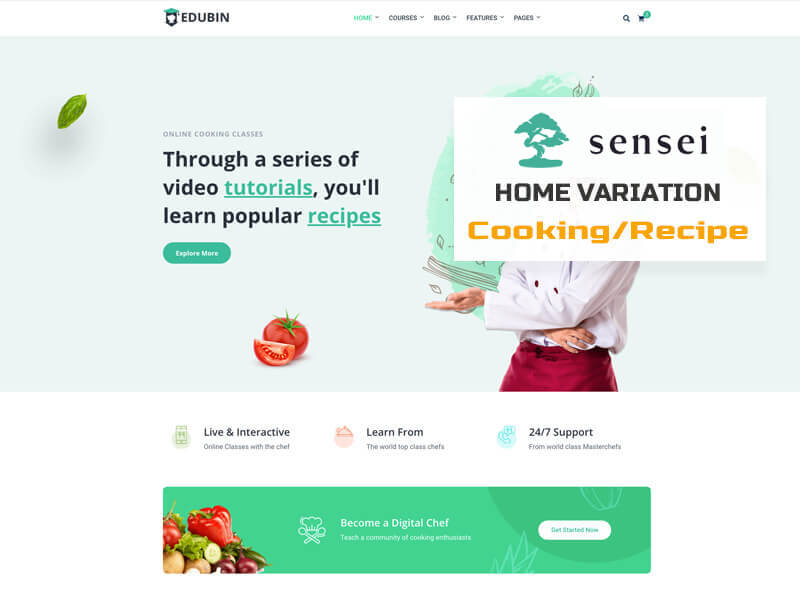 EDUBIN
HOME COURSES BLOG FEATURES PAGES
ONLINE COOKING CLASSES
Through a series of
video tutorials, you'll
learn popular recipes
Explore More
sensei
HOME VARIATION
Cooking/Recipe
Live & Interactive
Online Classes with the chef
Learn From
The world top class chefs
24/7 Support
From world class Masterchefs
Become a Digital Chef
Teach a community of cooking enthusiasts
Get Started Now